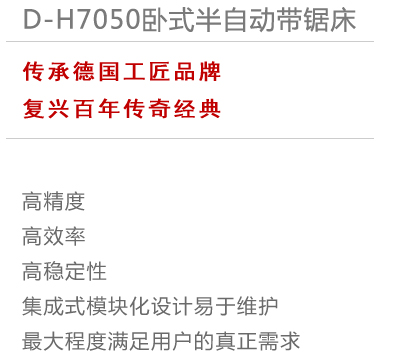 D-H7050卧式半自动带锯床
传承德国工匠品牌
复兴百年传奇经典
高精度
高效率
高稳定性
集成式模块化设计易于维护
最大程度满足用户的真正需求